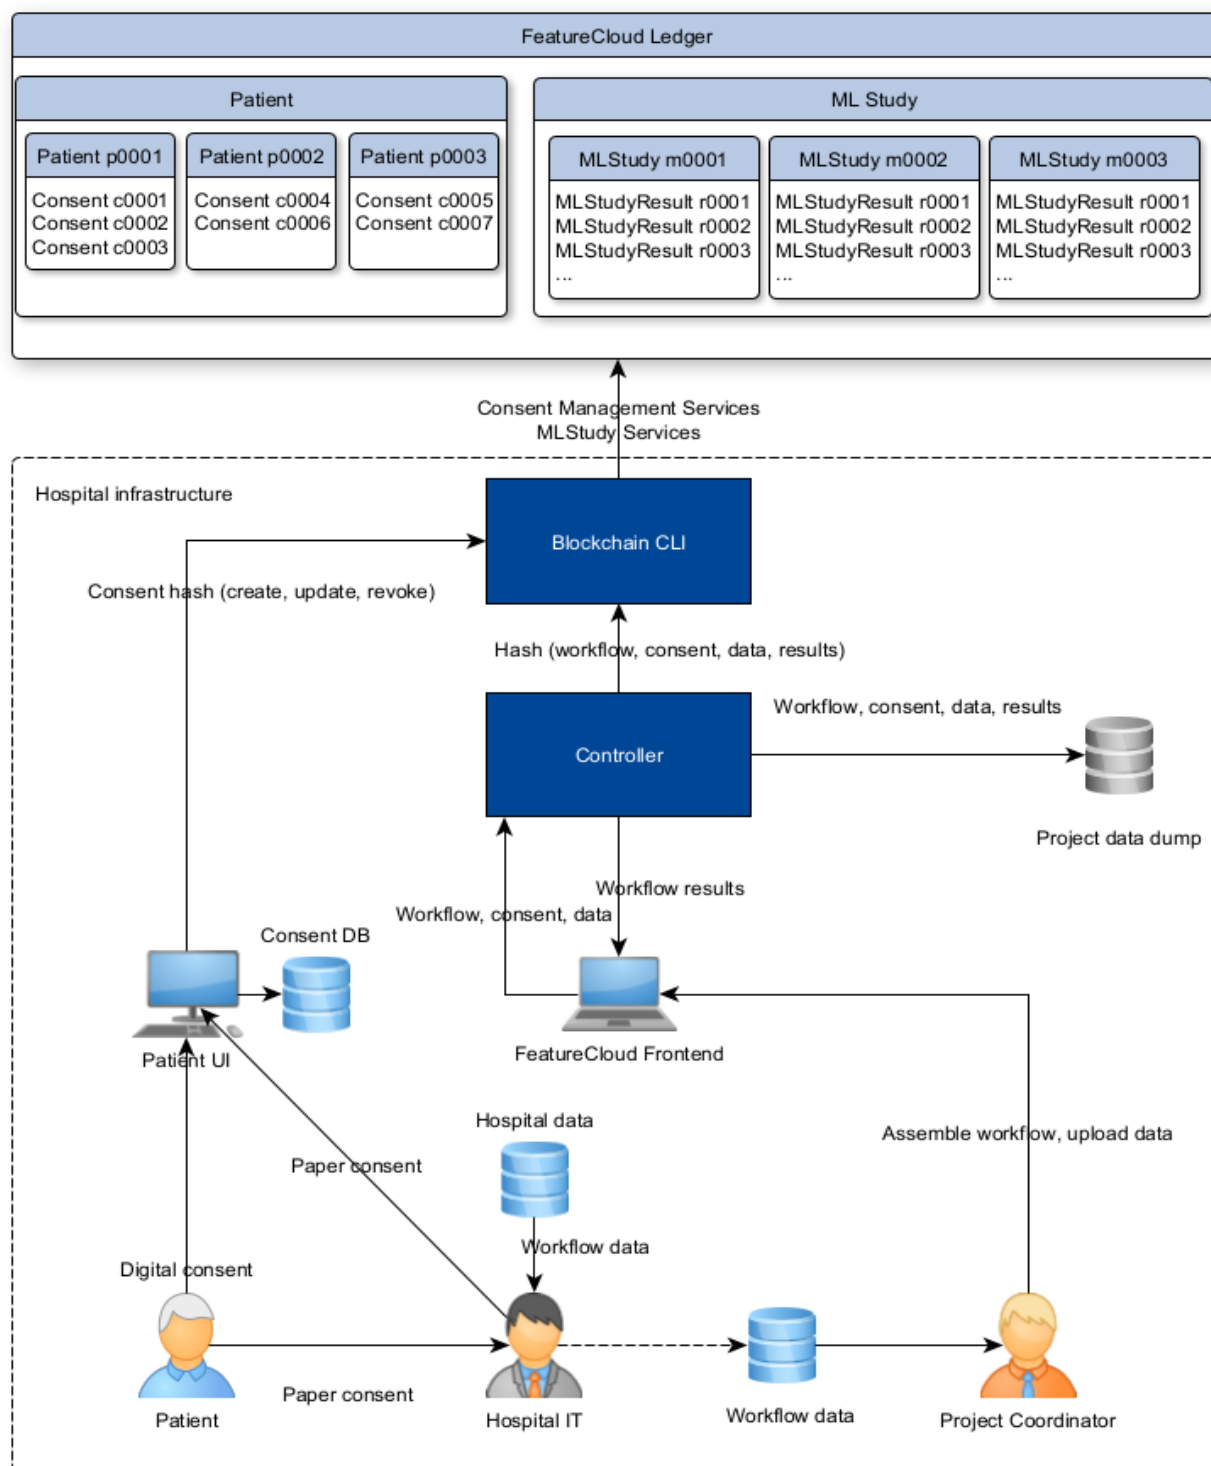 FeatureCloud Ledger
Patient
ML Study
Patient p0001
Consent c0001
Consent c0002
Consent c0003
Patient p0002
Consent c0004
Consent c0006
Patient p0003
Consent c0005
Consent c0007
MLStudy m0001
MLStudyResult r0001
MLStudyResult r0002
MLStudyResult r0003
...
MLStudy m0002
MLStudyResult r0001
MLStudyResult r0002
MLStudyResult r0003
...
MLStudy m0003
MLStudyResult r0001
MLStudyResult r0002
MLStudyResult r0003
...
Consent Management Services
MLStudy Services
Hospital infrastructure
Blockchain CLI
Consent hash (create, update, revoke)
Hash (workflow, consent, data, results)
Workflow, consent, data, results
Controller
Project data dump
Workflow results
Workflow, consent, data
Consent DB
Patient UI
FeatureCloud Frontend
Hospital data
Assemble workflow, upload data
Paper consent
Workflow data
Digital consent
Paper consent
Patient
Hospital IT
Workflow data
Project Coordinator